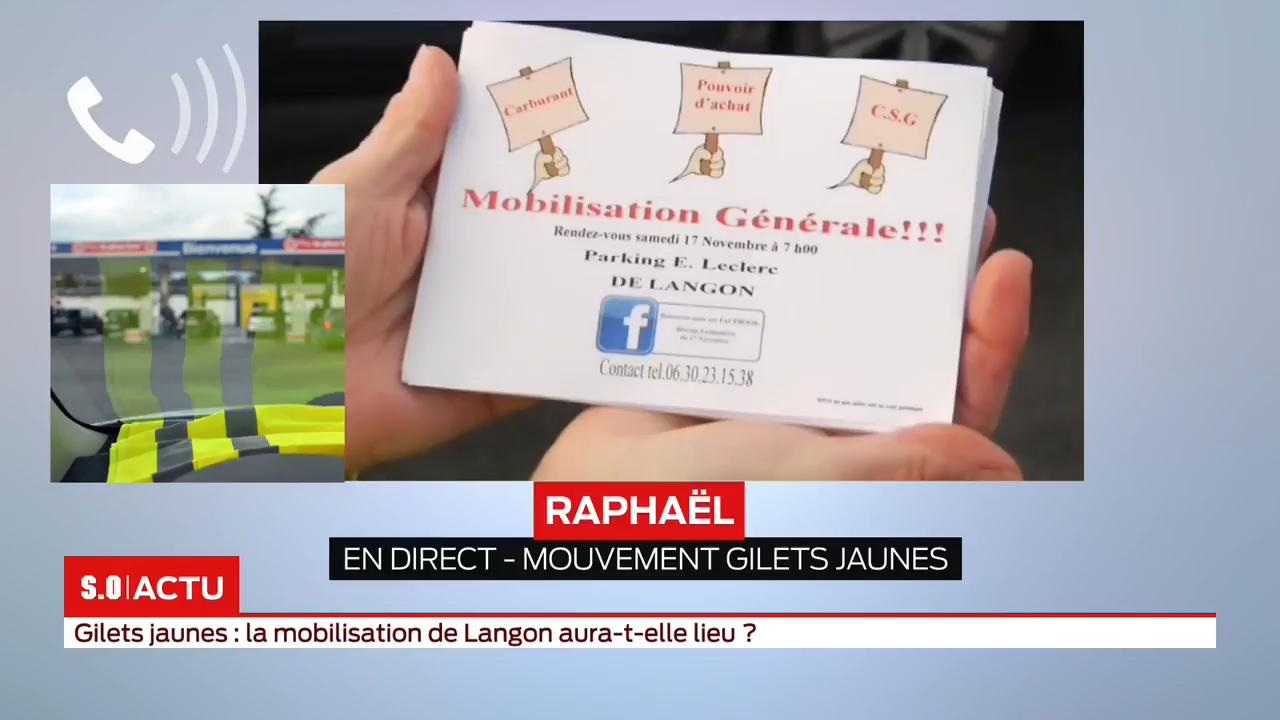 Carburant
Pouvoir
d'achat
C.S.G
Mobilisation Générale!!!
Rendez-vous samedi 17 Novembre à 7 h00
Parking E. Leclerc
DE LANGON
Contact tel.06.30.23.15.38
Bienvenue
RAPHAËL
EN DIRECT - MOUVEMENT GILETS JAUNES
S.O|ACTU
Gilets jaunes : la mobilisation de Langon aura-t-elle lieu ?